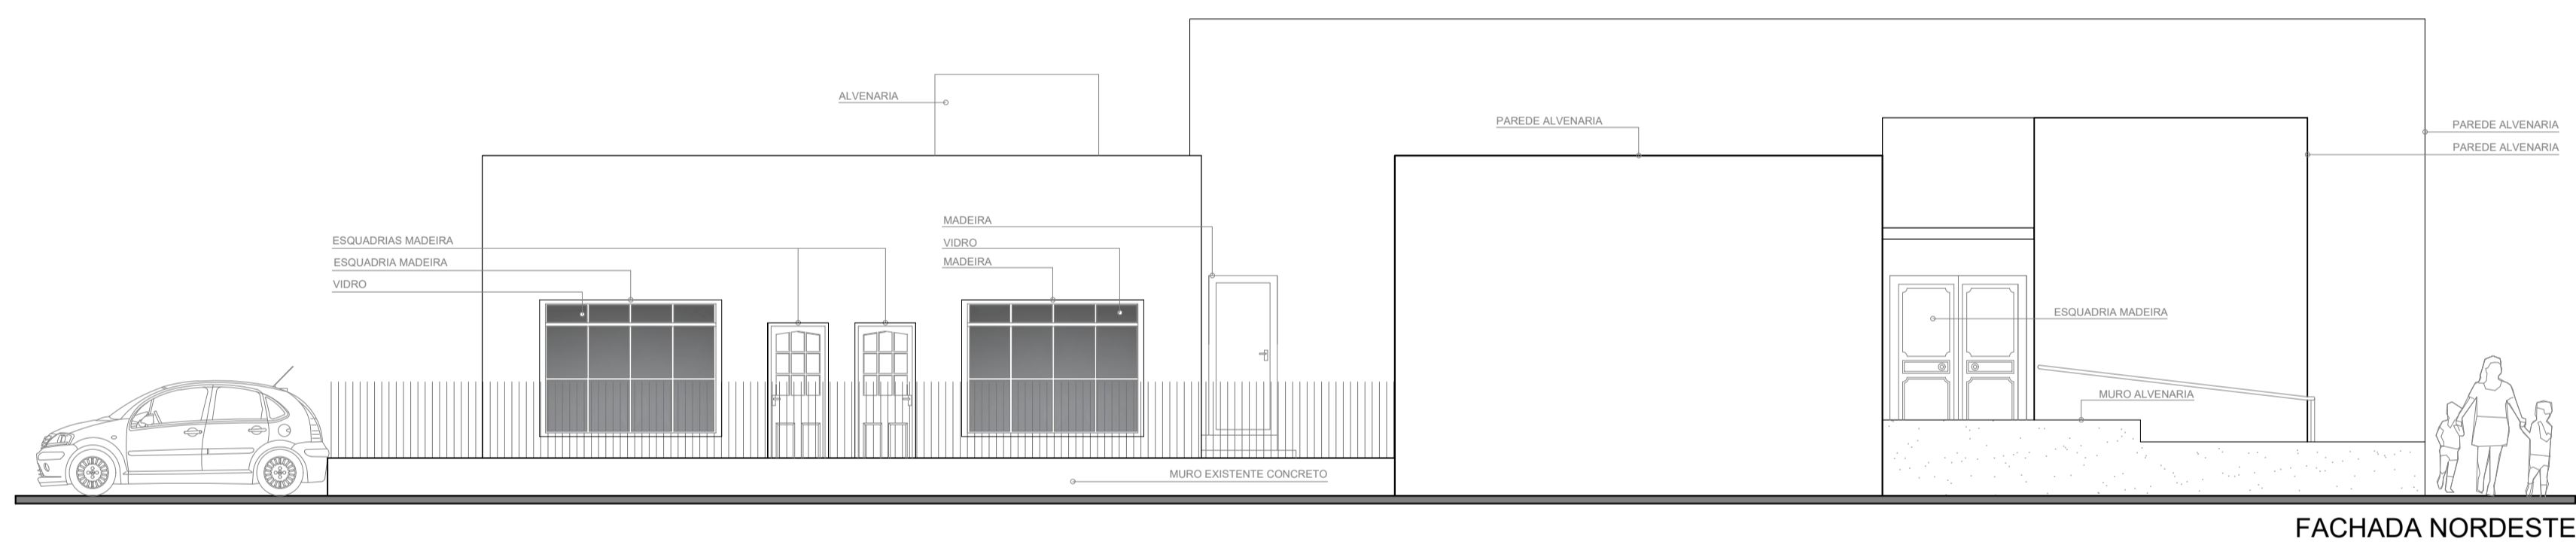 ALVENARIA
PAREDE ALVENARIA
PAREDE ALVENARIA
PAREDE ALVENARIA
MADEIRA
ESQUADRIAS MADEIRA
VIDRO
ESQUADRIA MADEIRA
MADEIRA
VIDRO
ESQUADRIA MADEIRA
MURO ALVENARIA
MURO EXISTENTE CONCRETO
FACHADA NORDESTE